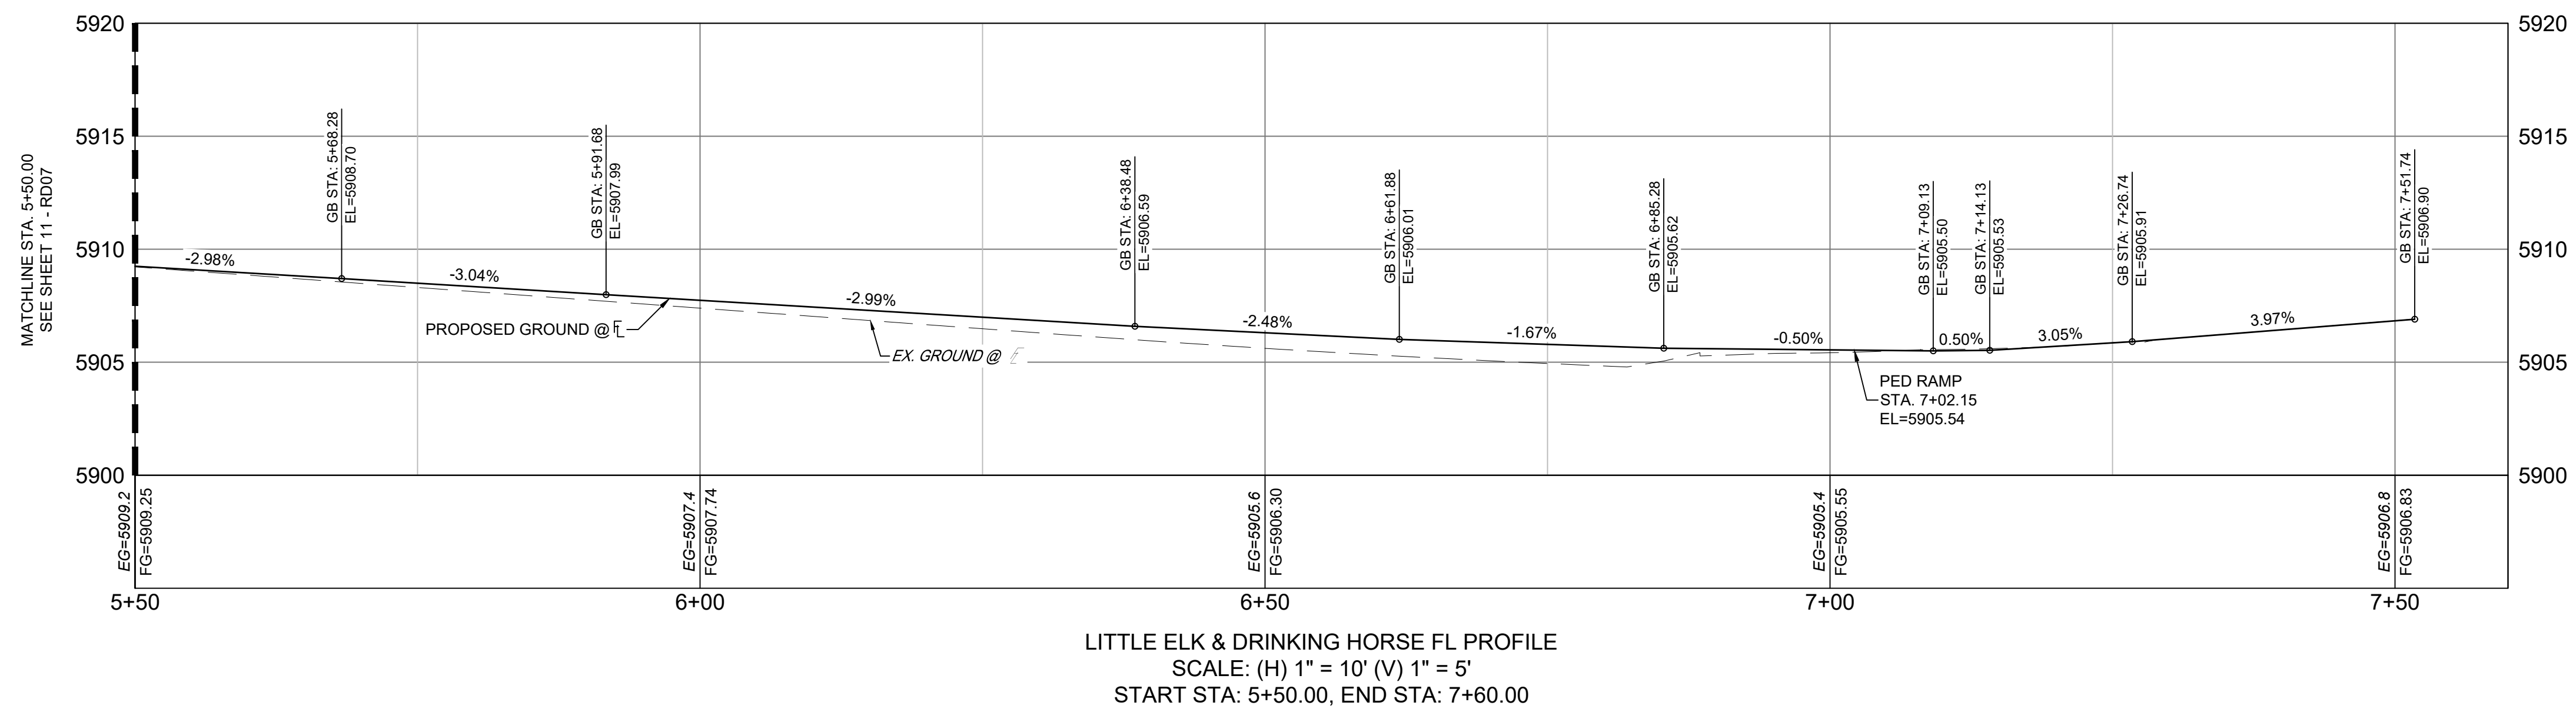 5920
5915
5910
5905
5900
5920
5915
5910
5905
5900
MATCHLINE STA. 5+50.00
SEE SHEET 11 - RD07
GB STA: 5+68.28
EL=5908.70
GB STA: 5+91.68
EL=5907.99
GB STA: 6+38.48
EL=5906.59
GB STA: 6+61.88
EL=5906.01
GB STA: 6+85.28
EL=5905.62
GB STA: 7+09.13
EL=5905.50
GB STA: 7+14.13
EL=5905.53
GB STA: 7+26.74
EL=5905.91
GB STA: 7+51.74
EL=5906.90
-2.98%
-3.04%
-2.99%
-2.48%
-1.67%
-0.50%
0.50%
3.05%
3.97%
PROPOSED GROUND @ FL
EX. GROUND @ FL
PED RAMP
STA. 7+02.15
EL=5905.54
EG=5909.2
FG=5909.25
EG=5907.4
FG=5907.74
EG=5905.6
FG=5906.30
EG=5905.4
FG=5905.55
EG=5906.8
FG=5906.83
5+50
6+00
6+50
7+00
7+50
LITTLE ELK & DRINKING HORSE FL PROFILE
SCALE: (H) 1" = 10' (V) 1" = 5'
START STA: 5+50.00, END STA: 7+60.00